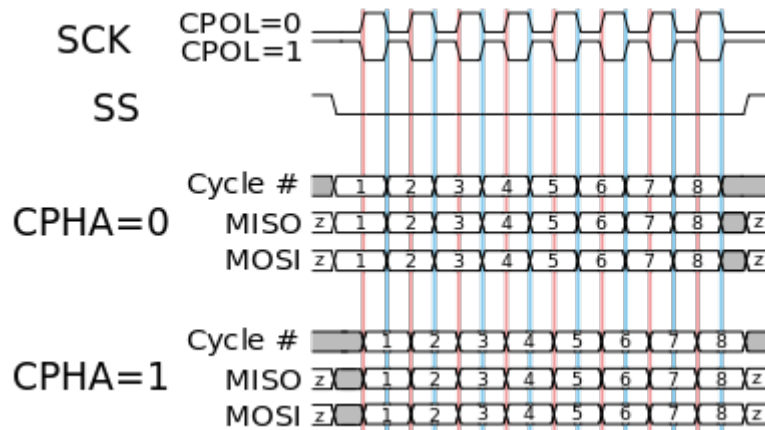 SCK CPOL=0
CPOL=1
SS
Cycle # 1 2 3 4 5 6 7 8
CPHA=0 MISO z 1 2 3 4 5 6 7 8 z
MOSI z 1 2 3 4 5 6 7 8 z
Cycle # 1 2 3 4 5 6 7 8
CPHA=1 MISO z 1 2 3 4 5 6 7 8 z
MOSI z 1 2 3 4 5 6 7 8 z